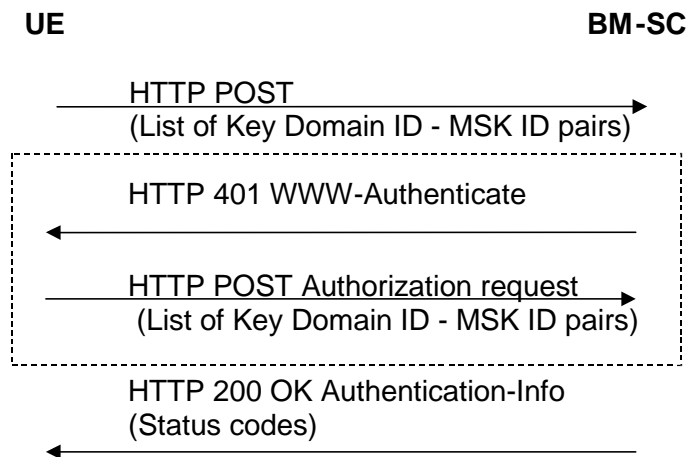 UE BM-SC
HTTP POST
(List of Key Domain ID - MSK ID pairs)
HTTP 401 WWW-Authenticate
HTTP POST Authorization request
(List of Key Domain ID - MSK ID pairs)
HTTP 200 OK Authentication-Info
(Status codes)